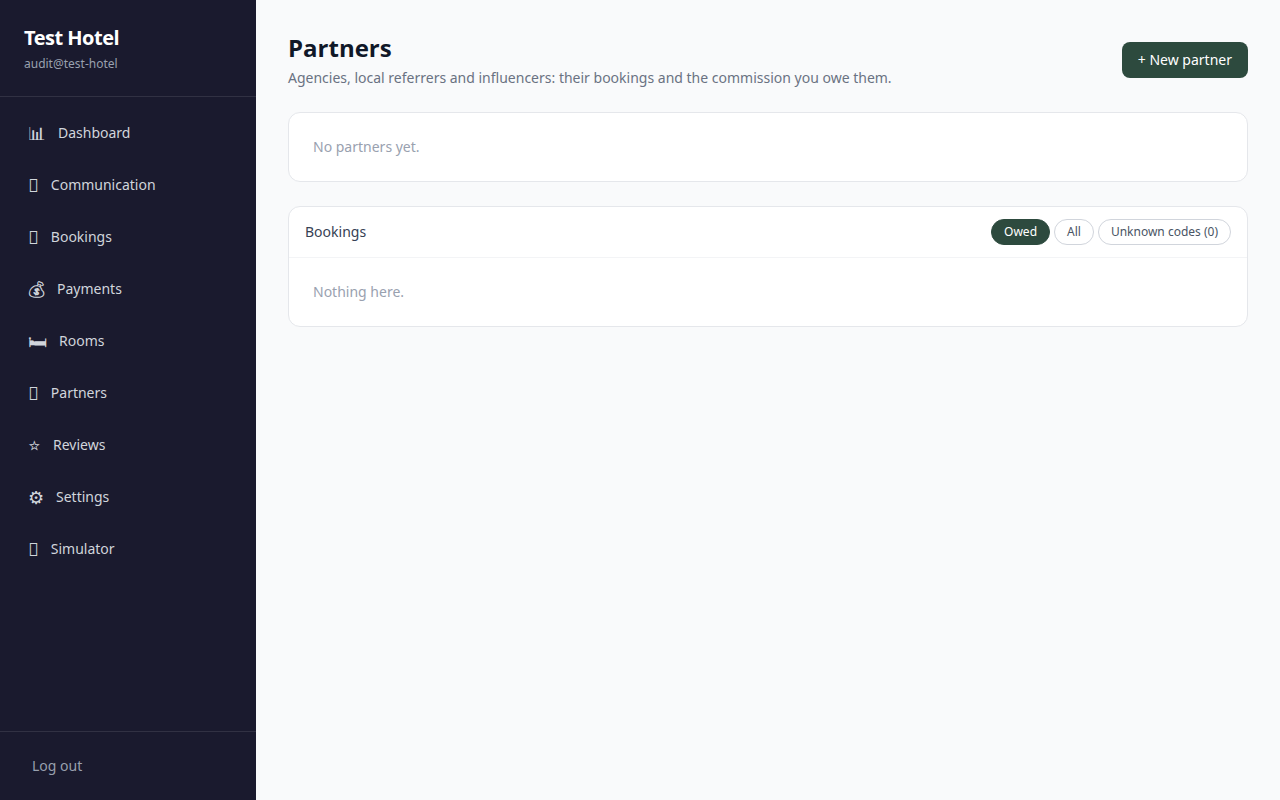 Test Hotel
audit@test-hotel
Dashboard
Communication
Bookings
Payments
Rooms
Partners
Reviews
Settings
Simulator
Log out
Partners
Agencies, local referrers and influencers: their bookings and the commission you owe them.
+ New partner
No partners yet.
Bookings
Owed
All
Unknown codes (0)
Nothing here.